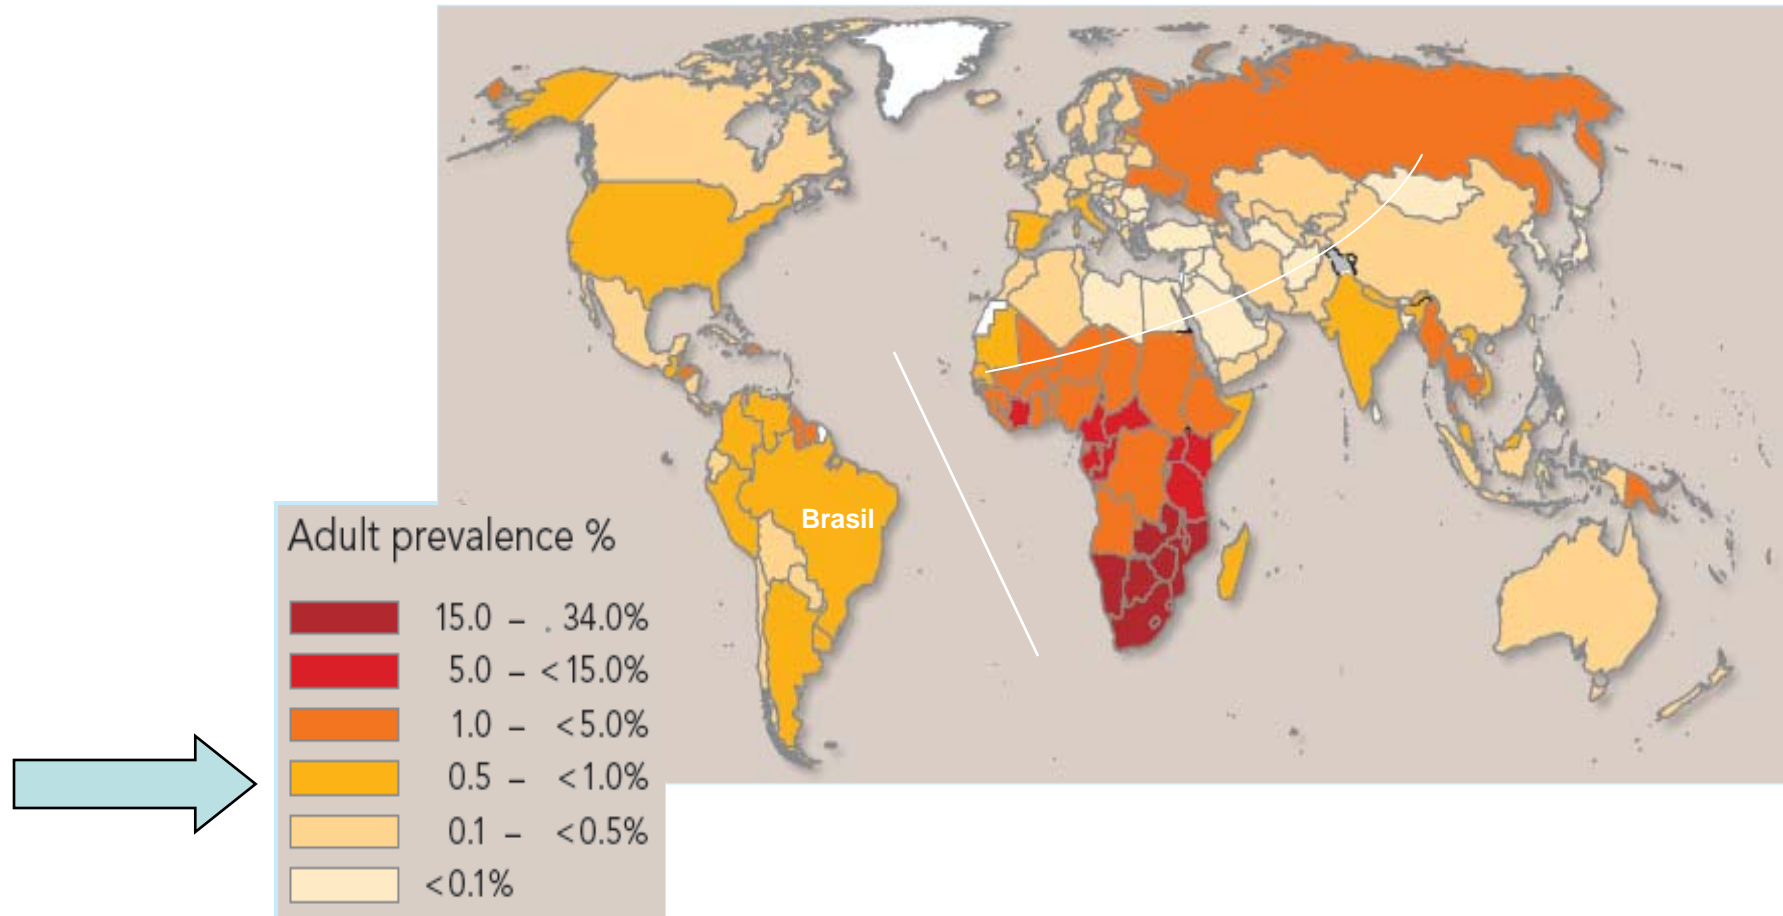 Brasil
Adult prevalence %
15.0 – . 34.0%
5.0 – <15.0%
1.0 – <5.0%
0.5 – <1.0%
0.1 – <0.5%
<0.1%